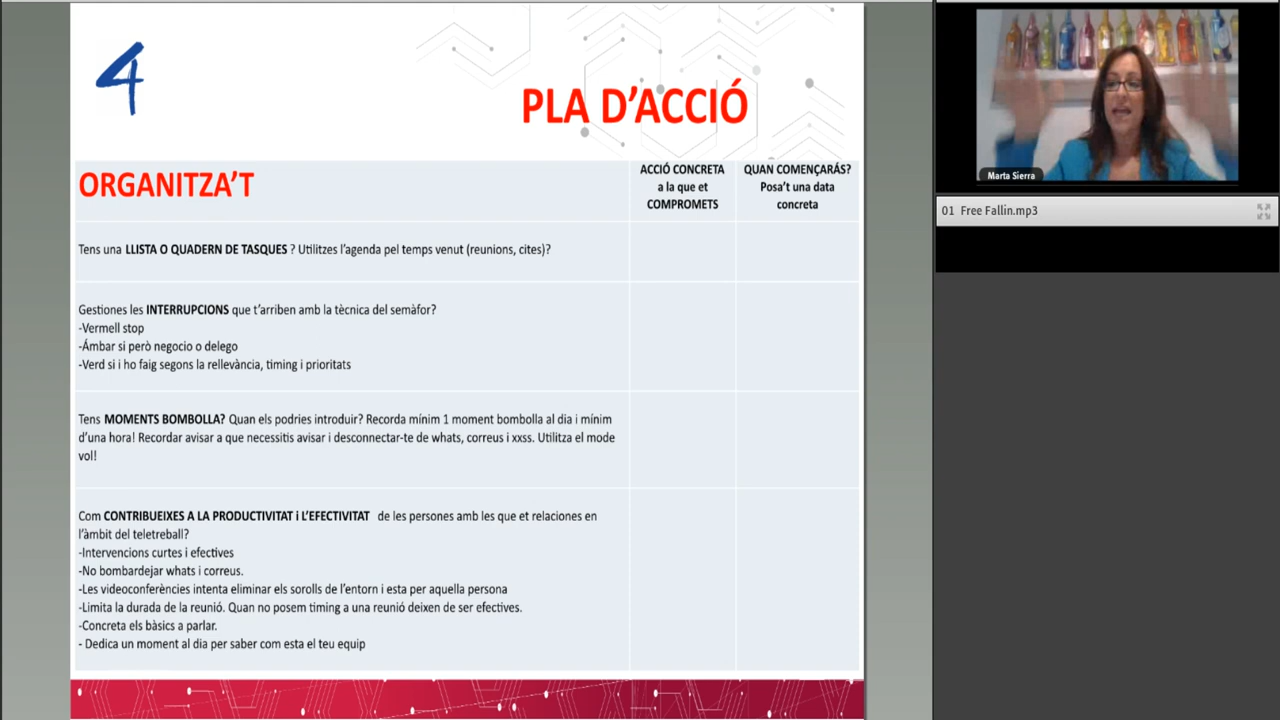 4
PLA D'ACCIÓ
ORGANITZA'T
ACCIÓ CONCRETA
a la que et
COMPROMETS
QUAN COMENÇARÁS?
Posa't una data
concreta
Tens una LLISTA O QUADERN DE TASQUES ? Utilitzes l'agenda pel temps venut (reunions, cites)?
Gestiones les INTERRUPCIONS que t'arriben amb la tècnica del semàfor?
-Vermell stop
-Ámbar si però negocio o delego
-Verd si i ho faig segons la rellevància, timing i prioritats
Tens MOMENTS BOMBOLLA? Quan els podries introduir? Recorda mínim 1 moment bombolla al dia i mínim
d'una hora! Recordar avisar a que necessitis avisar i desconnectar-te de whats, correus i xxss. Utilitza el mode
vol!
Com CONTRIBUEIXES A LA PRODUCTIVITAT i L'EFECTIVITAT de les persones amb les que et relaciones en
l'àmbit del teletreball?
-Intervencions curtes i efectives
-No bombardejar whats i correus.
-Les videoconferències intenta eliminar els sorolls de l'entorn i esta per aquella persona
-Limita la durada de la reunió. Quan no posem timing a una reunió deixen de ser efectives.
-Concreta els bàsics a parlar.
- Dedica un moment al dia per saber com esta el teu equip
Marta Sierra
01 Free Fallin.mp3